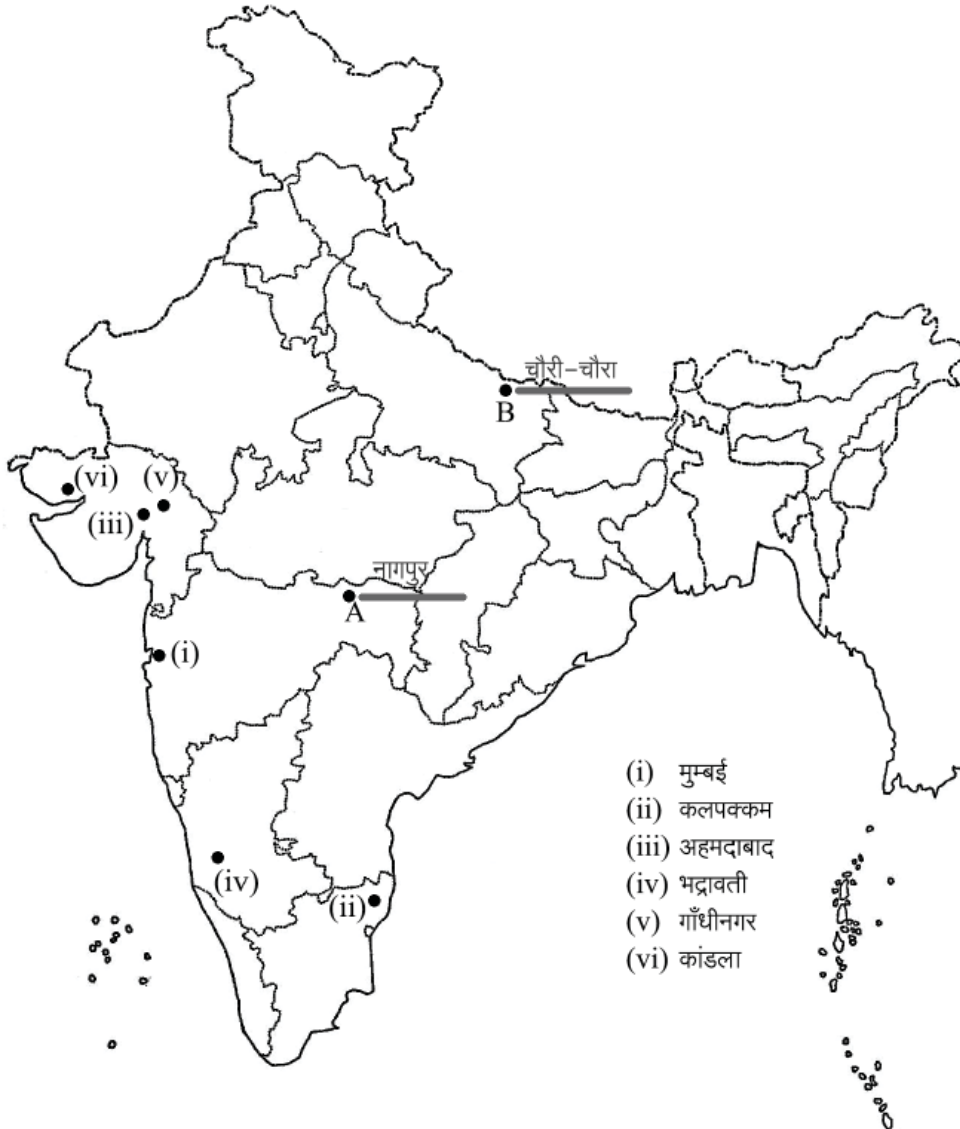 चौरी-चौरा
B
(vi)
(v)
(iii)
नागपुर
A
(i)
(iv)
(ii)
(i) मुम्बई
(ii) कलपक्कम
(iii) अहमदाबाद
(iv) भद्रावती
(v) गाँधीनगर
(vi) कांडला